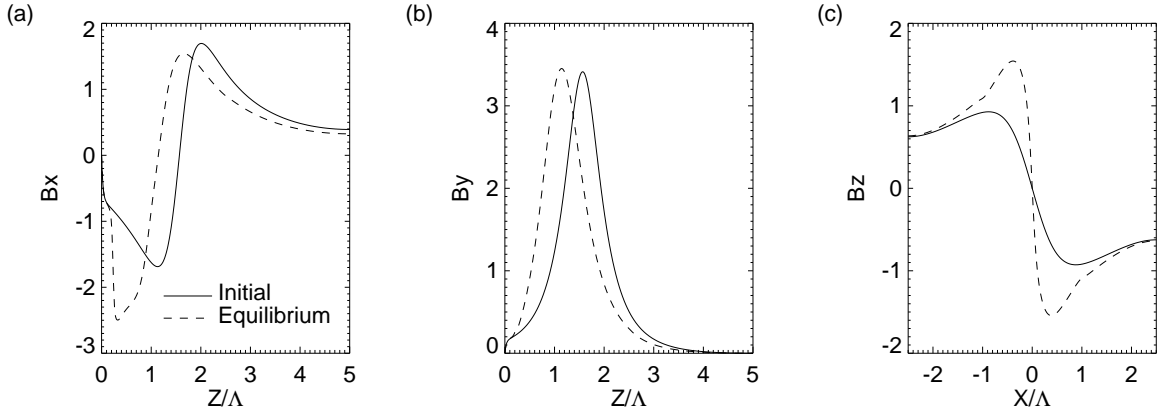 (a)
2
1
0
-1
-2
-3
Bx
0 1 2 3 4 5
Z/Λ
Initial
Equilibrium
(b)
4
3
2
1
0
By
0 1 2 3 4 5
Z/Λ
(c)
2
1
0
-1
-2
Bz
-2 -1 0 1 2
X/Λ